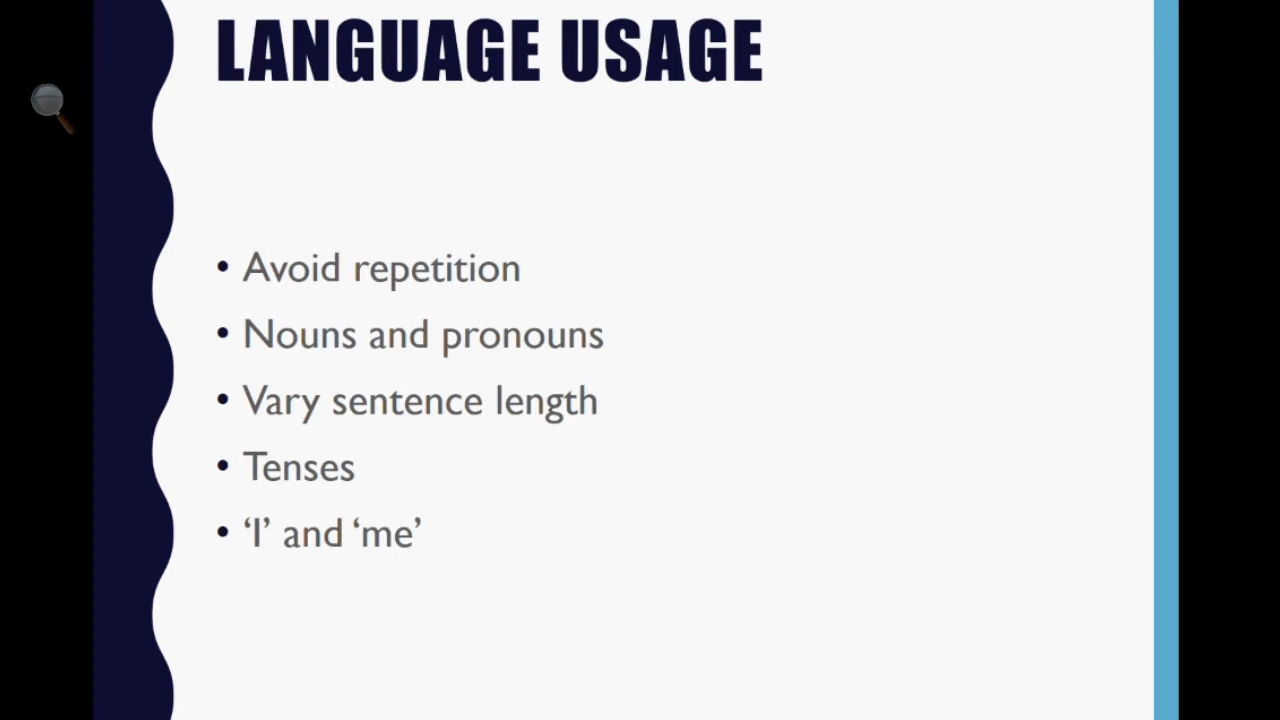 LANGUAGE USAGE
• Avoid repetition
• Nouns and pronouns
• Vary sentence length
• Tenses
• ‘I’ and ‘me’